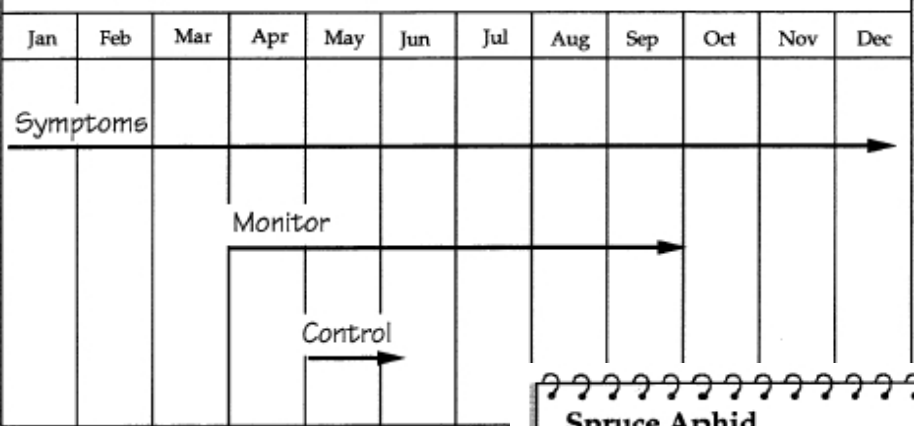 Jan Feb Mar Apr May Jun Jul Aug Sep Oct Nov Dec
Symptoms
Monitor
Control
Spruce Aphid